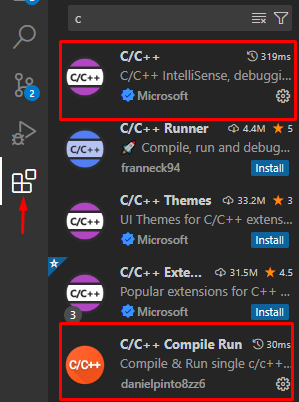 c
C/C++ 319ms
C/C++ IntelliSense, debuggi...
Microsoft
C/C++
2
C/C++ Runner 4.4M 5
🚀 Compile, run and debug...
franneck94 Install
C/C++
C/C++ Themes 33.2M 3
UI Themes for C/C++ exten...
Microsoft Install
C/C++
C/C++ Exte... 31.5M 4.5
Popular extensions for C++ ...
Microsoft Install
C/C++
3
C/C++ Compile Run 30ms
Compile & Run single c/c++...
danielpinto8zz6
C/C++